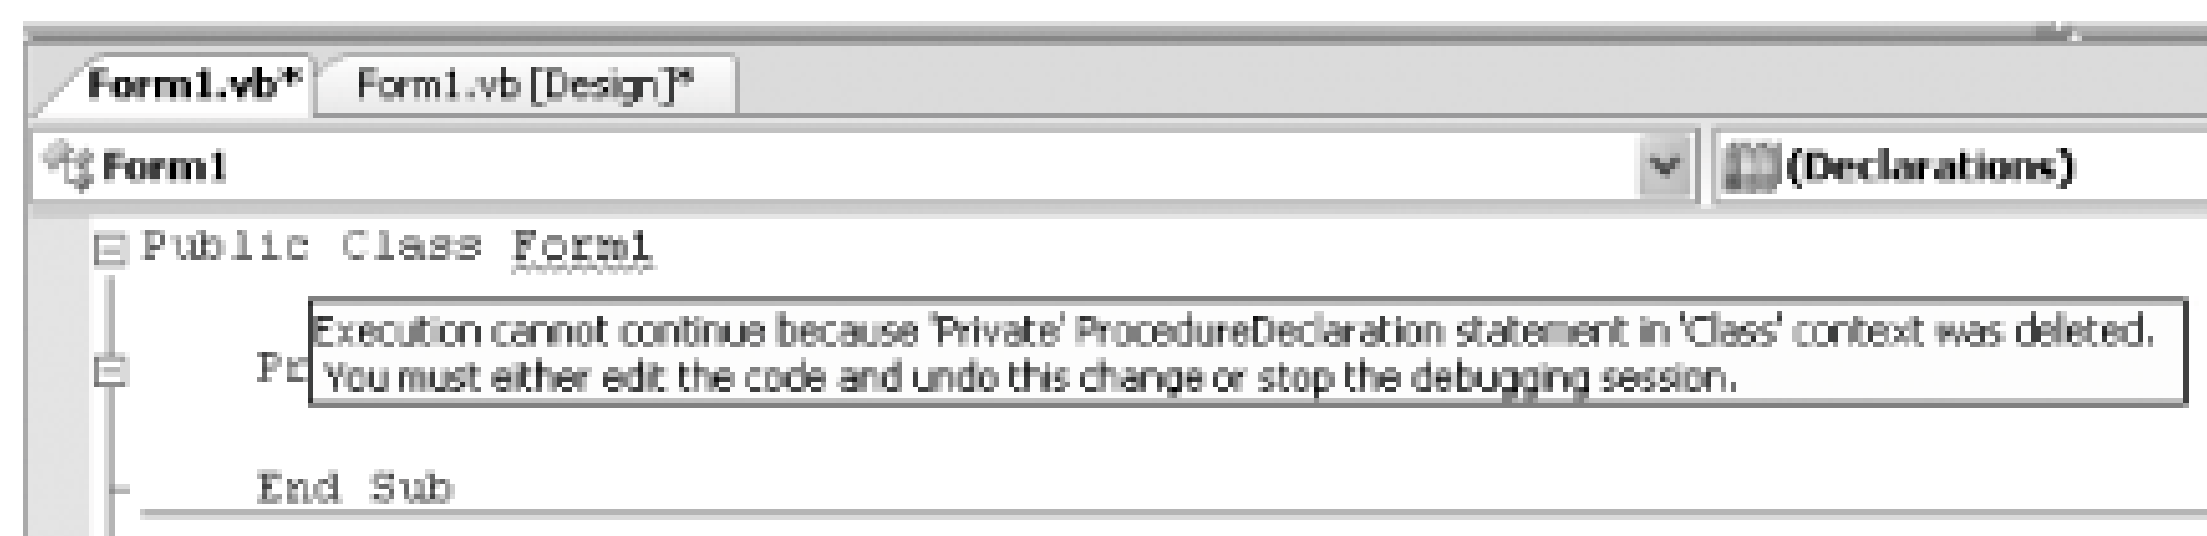 Form1.vb* Form1.vb [Design]*
Form1 (Declarations)
Public Class Form1
Execution cannot continue because 'Private' ProcedureDeclaration statement in 'Class' context was deleted.
Pr You must either edit the code and undo this change or stop the debugging session.
End Sub